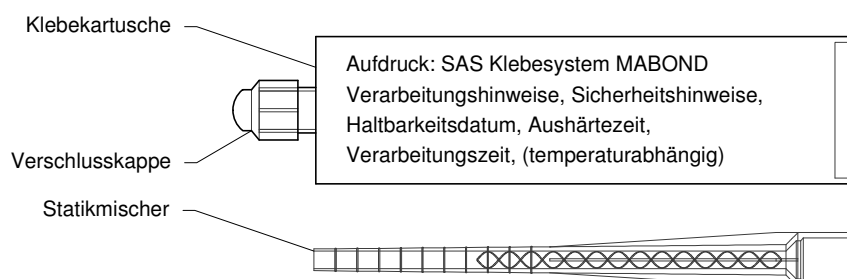 Klebekartusche
Aufdruck: SAS Klebesystem MABOND
Verarbeitungshinweise, Sicherheitshinweise,
Haltbarkeitsdatum, Aushärtezeit,
Verarbeitungszeit, (temperaturabhängig)
Verschlusskappe
Statikmischer